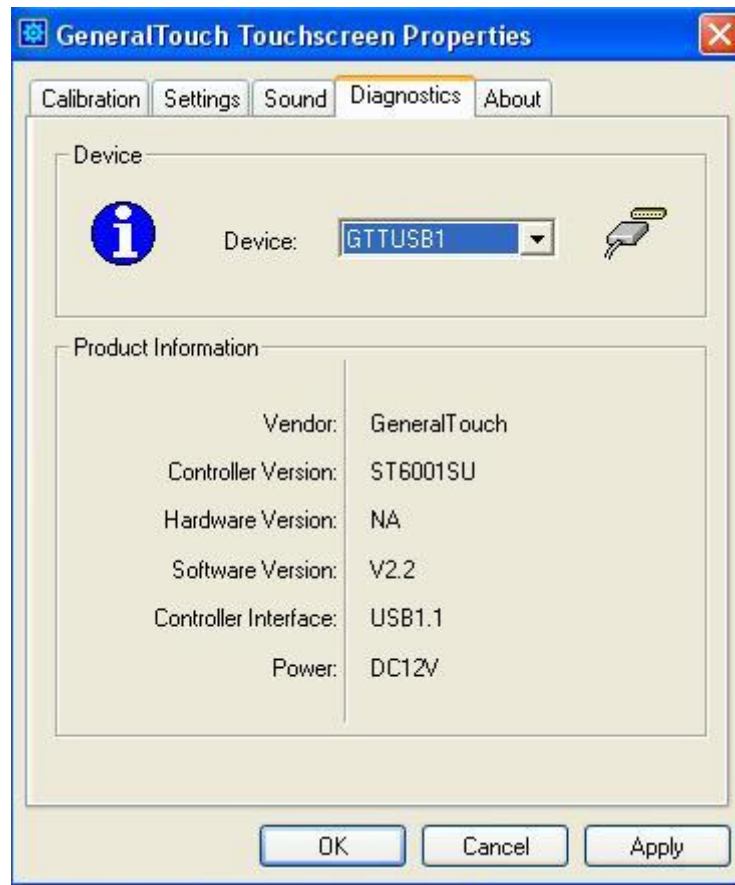 GeneralTouch Touchscreen Properties
Calibration Settings Sound Diagnostics About
Device
Device: GTTUSB1
Product Information
Vendor: GeneralTouch
Controller Version: ST6001SU
Hardware Version: NA
Software Version: V2.2
Controller Interface: USB1.1
Power: DC12V
OK Cancel Apply